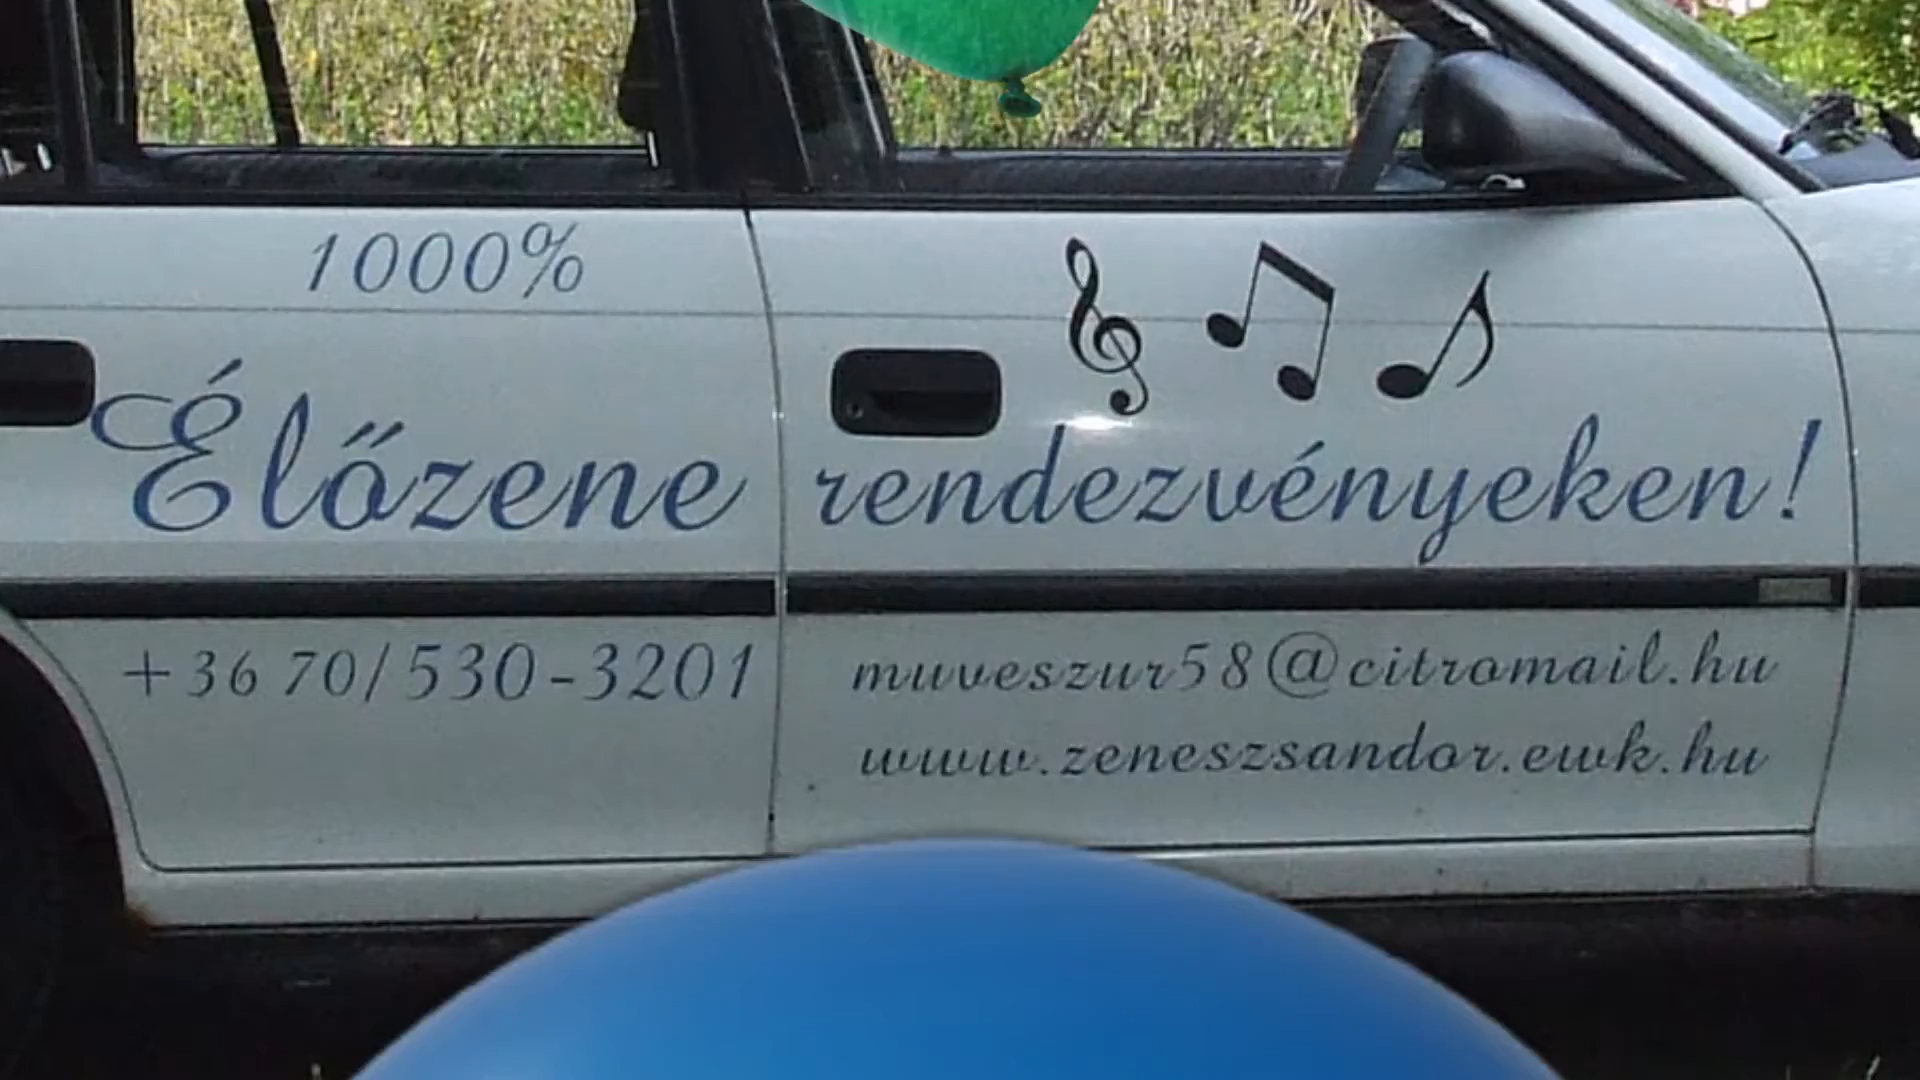 1000%
Élőzene rendezvényeken!
+36 70/530-3201
muveszur58@citromail.hu
www.zeneszsandor.ewk.hu